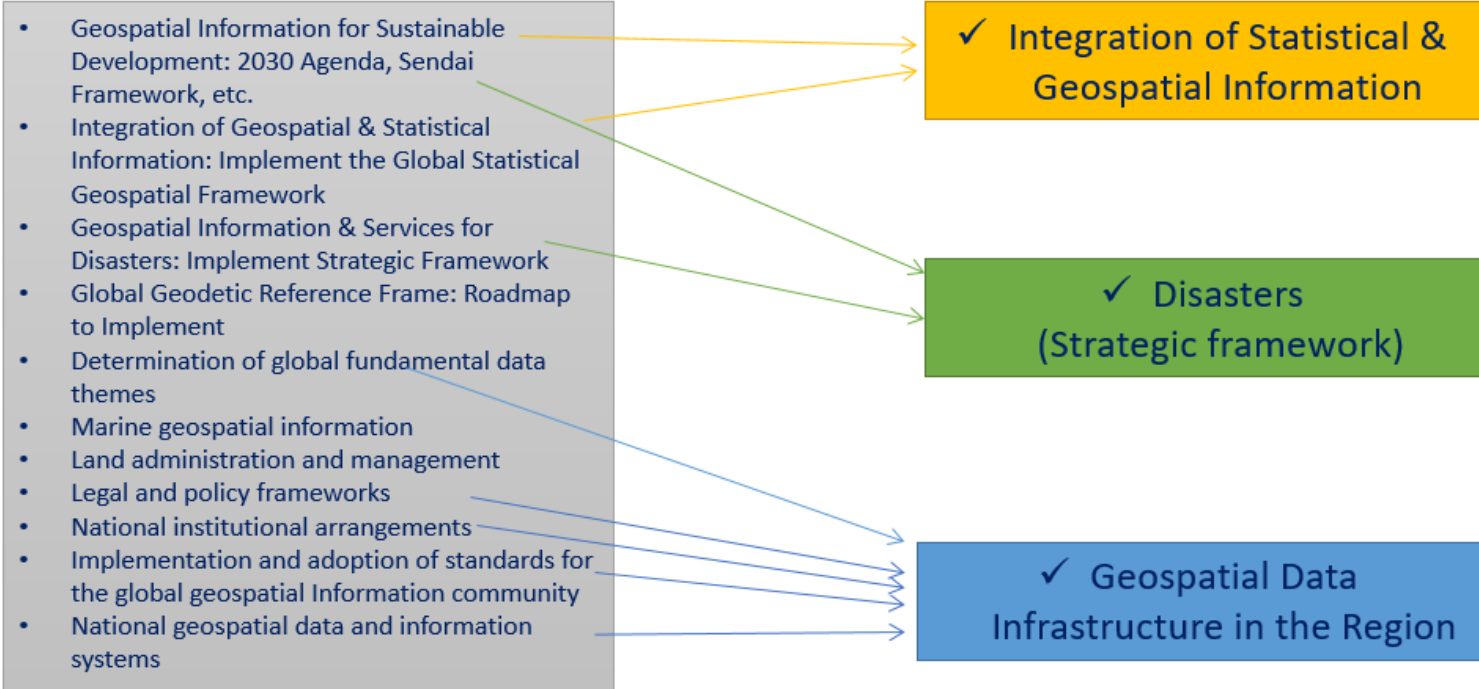 • Geospatial Information for Sustainable
Development: 2030 Agenda, Sendai
Framework, etc.
• Integration of Geospatial & Statistical
Information: Implement the Global Statistical
Geospatial Framework
• Geospatial Information & Services for
Disasters: Implement Strategic Framework
• Global Geodetic Reference Frame: Roadmap
to Implement
• Determination of global fundamental data
themes
• Marine geospatial information
• Land administration and management
• Legal and policy frameworks
• National institutional arrangements
• Implementation and adoption of standards for
the global geospatial Information community
• National geospatial data and information
systems
✓ Integration of Statistical &
Geospatial Information
✓ Disasters
(Strategic framework)
✓ Geospatial Data
Infrastructure in the Region